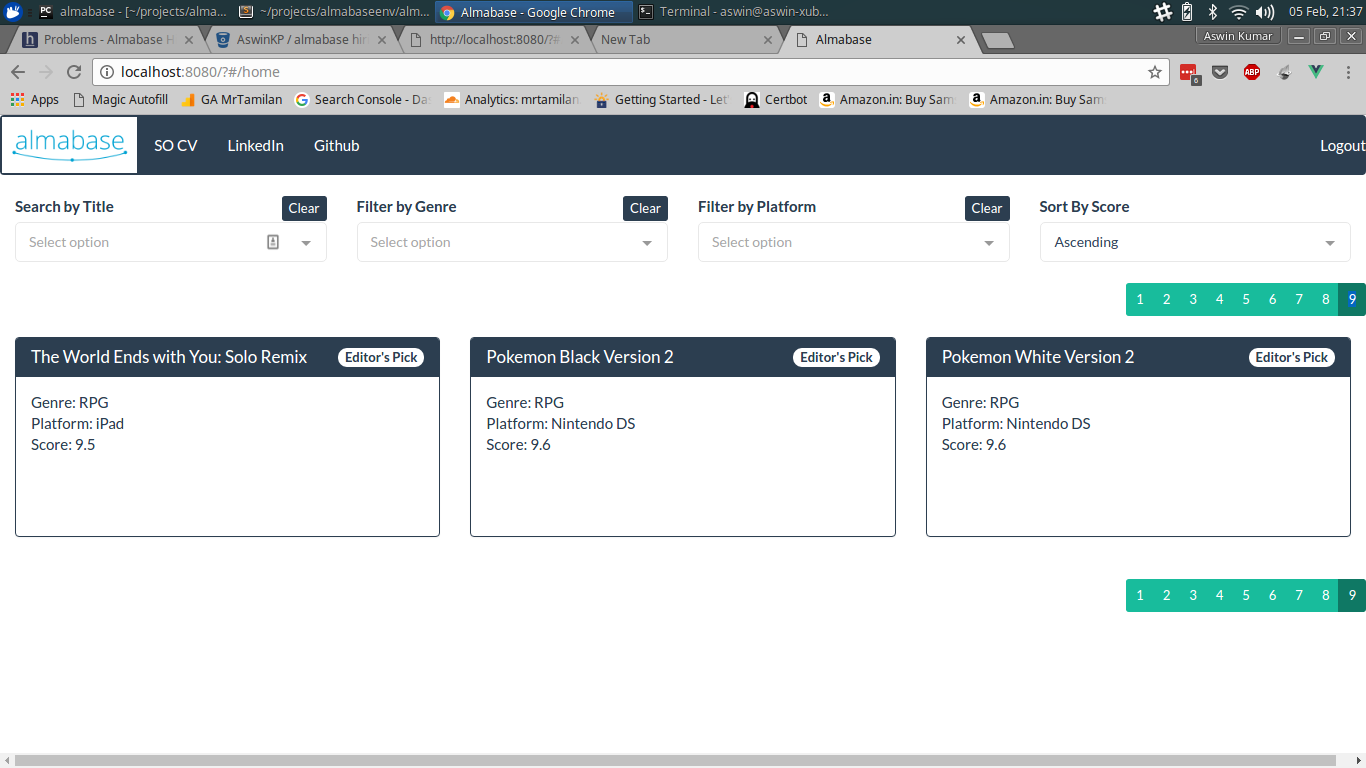 almabase - [~/projects/alma...
~/projects/almabaseenv/alm...
Almabase - Google Chrome
Terminal - aswin@aswin-xub...
05 Feb, 21:37
Problems - Almabase H
AswinKP / almabase hiri
http://localhost:8080/?#
New Tab
Almabase
Aswin Kumar
localhost:8080/?#/home
6
ABP
Apps
Magic Autofill
GA MrTamilan
Search Console - Da
Analytics: mrtamilan.
Getting Started - Let'
Certbot
Amazon.in: Buy Sam
Amazon.in: Buy Sam
almabase
SO CV
LinkedIn
Github
Logout
Search by Title
Clear
Filter by Genre
Clear
Filter by Platform
Clear
Sort By Score
Select option
Select option
Select option
Ascending
1 2 3 4 5 6 7 8 9
The World Ends with You: Solo Remix
Editor's Pick
Genre: RPG
Platform: iPad
Score: 9.5
Pokemon Black Version 2
Editor's Pick
Genre: RPG
Platform: Nintendo DS
Score: 9.6
Pokemon White Version 2
Editor's Pick
Genre: RPG
Platform: Nintendo DS
Score: 9.6
1 2 3 4 5 6 7 8 9